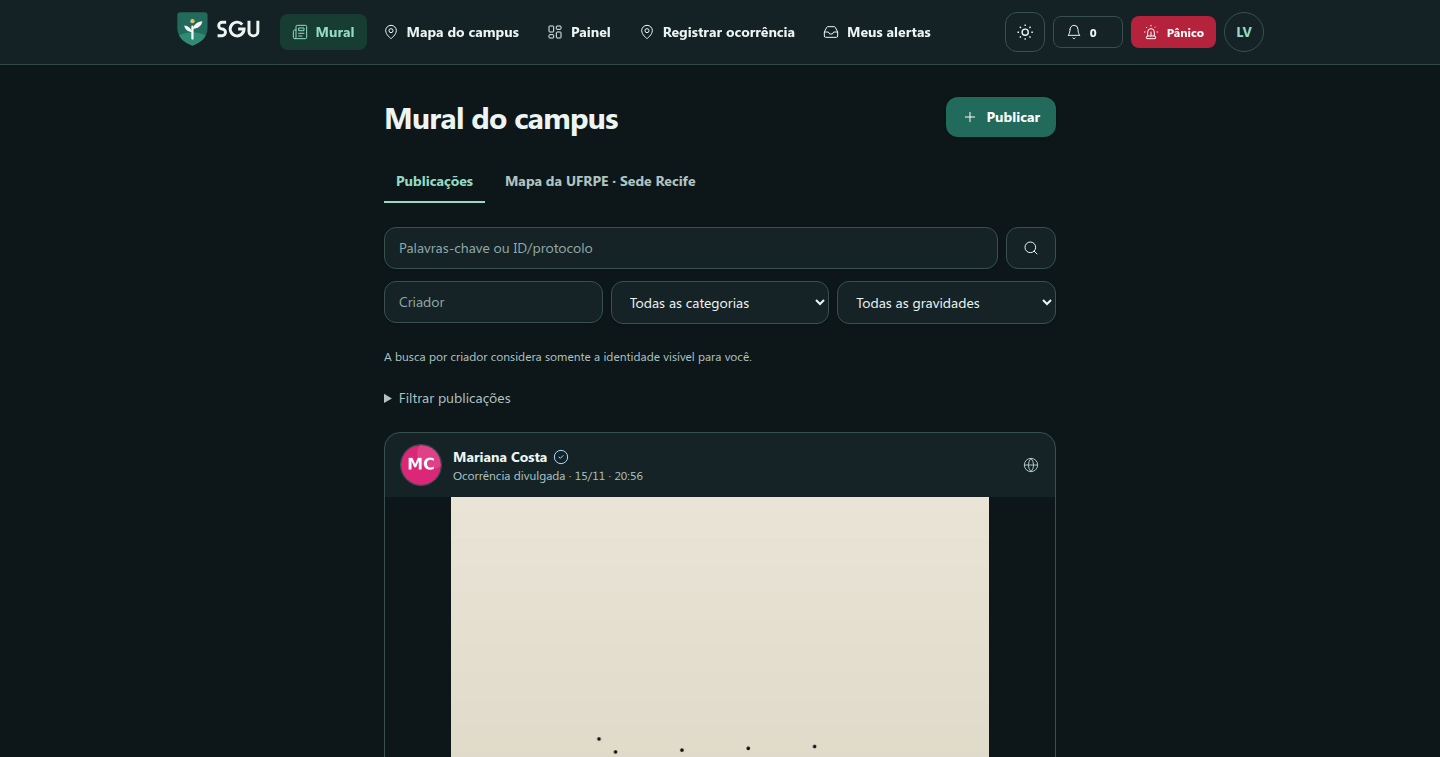 SGU
Mural
Mapa do campus
Painel
Registrar ocorrência
Meus alertas
0
Pânico
LV
Mural do campus
Publicar
Publicações
Mapa da UFRPE · Sede Recife
Palavras-chave ou ID/protocolo
Criador
Todas as categorias
Todas as gravidades
A busca por criador considera somente a identidade visível para você.
Filtrar publicações
MC
Mariana Costa
Ocorrência divulgada · 15/11 · 20:56